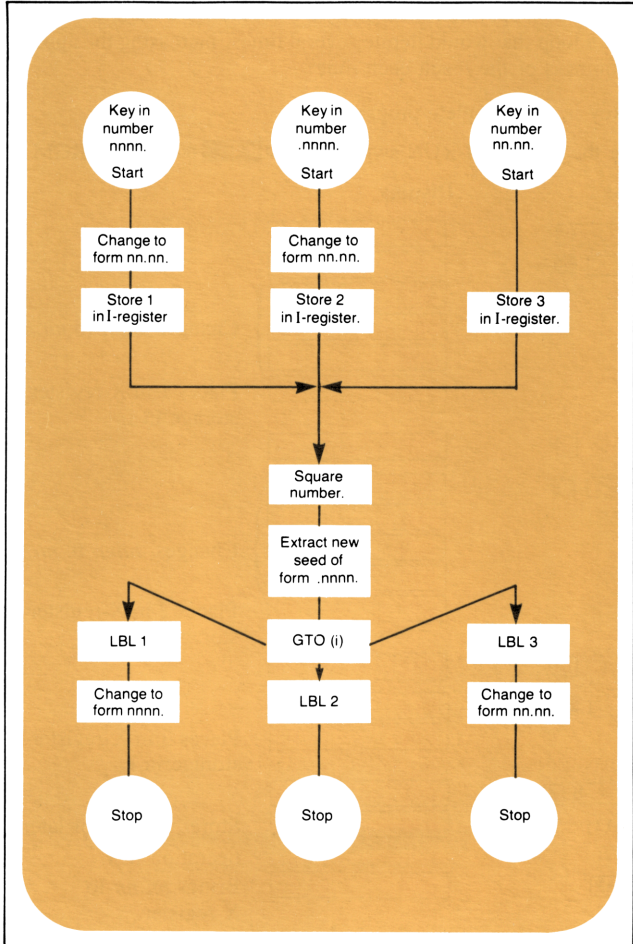 Key in
number
nnnn.
Start
Key in
number
.nnnn.
Start
Key in
number
nn.nn.
Start
Change to
form nn.nn.
Change to
form nn.nn.
Store 1
in I-register
Store 2
in I-register.
Store 3
in I-register.
Square
number.
Extract new
seed of
form .nnnn.
LBL 1
GTO (i)
LBL 3
Change to
form nnnn.
LBL 2
Change to
form nn.nn.
Stop
Stop
Stop